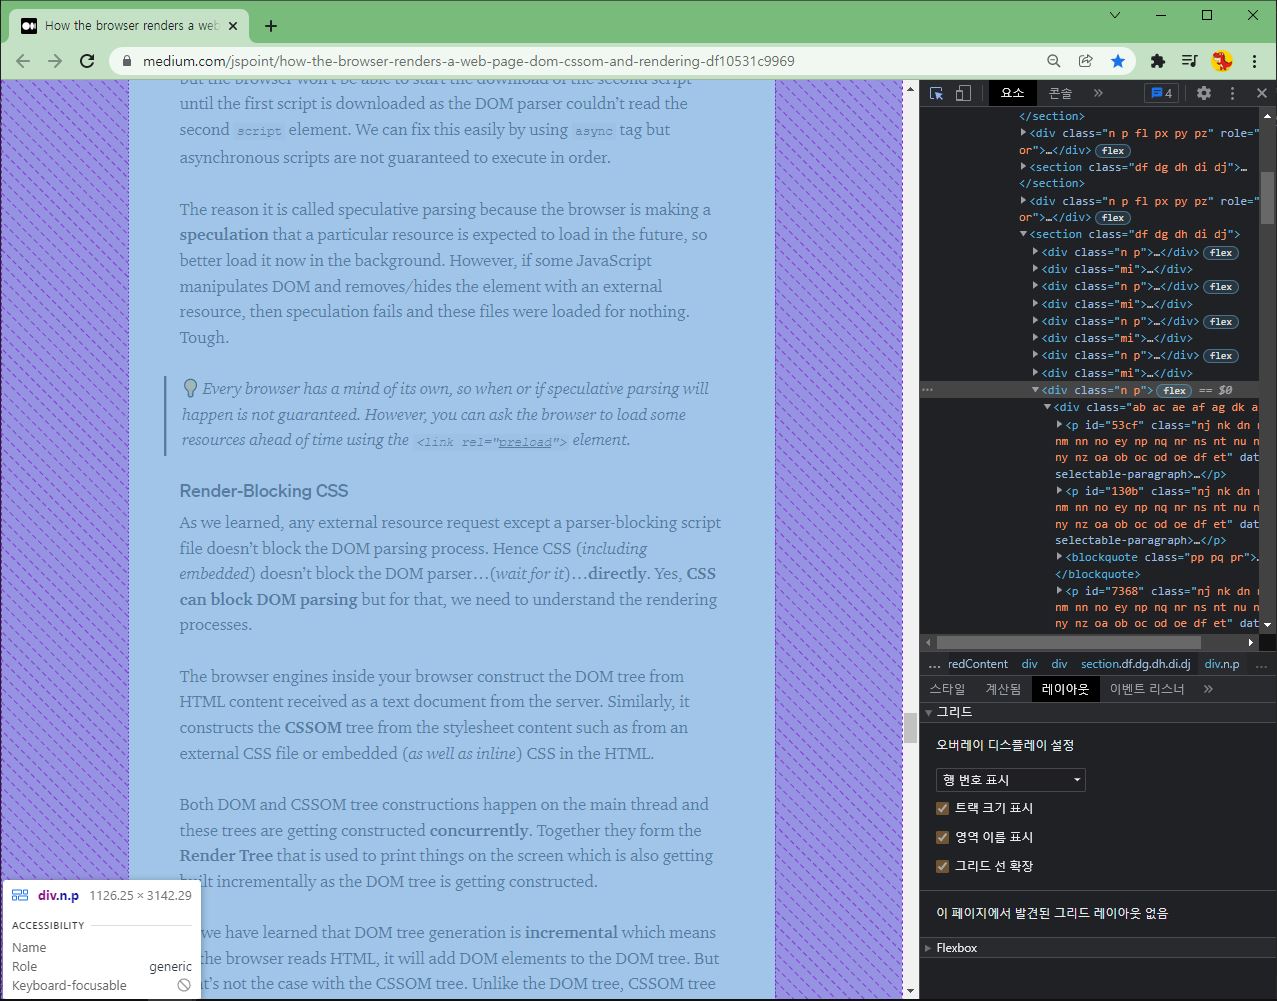 How the browser renders a web
medium.com/jspoint/how-the-browser-renders-a-web-page-dom-cssom-and-rendering-df10531c9969
but the browser won't be able to start the download of the second script
until the first script is downloaded as the DOM parser couldn't read the
second script element. We can fix this easily by using async tag but
asynchronous scripts are not guaranteed to execute in order.
The reason it is called speculative parsing because the browser is making a
speculation that a particular resource is expected to load in the future, so
better load it now in the background. However, if some JavaScript
manipulates DOM and removes/hides the element with an external
resource, then speculation fails and these files were loaded for nothing.
Tough.
Every browser has a mind of its own, so when or if speculative parsing will
happen is not guaranteed. However, you can ask the browser to load some
resources ahead of time using the <link rel="preload"> element.
Render-Blocking CSS
As we learned, any external resource request except a parser-blocking script
file doesn't block the DOM parsing process. Hence CSS (including
embedded) doesn't block the DOM parser…(wait for it)…directly. Yes, CSS
can block DOM parsing but for that, we need to understand the rendering
processes.
The browser engines inside your browser construct the DOM tree from
HTML content received as a text document from the server. Similarly, it
constructs the CSSOM tree from the stylesheet content such as from an
external CSS file or embedded (as well as inline) CSS in the HTML.
Both DOM and CSSOM tree constructions happen on the main thread and
these trees are getting constructed concurrently. Together they form the
Render Tree that is used to print things on the screen which is also getting
built incrementally as the DOM tree is getting constructed.
we have learned that DOM tree generation is incremental which means
the browser reads HTML, it will add DOM elements to the DOM tree. But
t's not the case with the CSSOM tree. Unlike the DOM tree, CSSOM tree
div.n.p 1126.25 × 3142.29
ACCESSIBILITY
Name
Role generic
Keyboard-focusable
요소 콘솔 » 4
</section>
<div class="n p fl px py pz" role="
or">…</div> flex
<section class="df dg dh di dj">…
</section>
<div class="n p fl px py pz" role="
or">…</div> flex
<section class="df dg dh di dj">
<div class="n p">…</div> flex
<div class="mi">…</div>
<div class="n p">…</div> flex
<div class="mi">…</div>
<div class="n p">…</div> flex
<div class="mi">…</div>
<div class="n p">…</div> flex
<div class="mi">…</div>
… <div class="n p"> flex == $0
<div class="ab ac ae af ag dk a
<p id="53cf" class="nj nk dn n
nm nn no ey np nq nr ns nt nu n
ny nz oa ob oc od oe df et" dat
selectable-paragraph>…</p>
<p id="130b" class="nj nk dn n
nm nn no ey np nq nr ns nt nu n
ny nz oa ob oc od oe df et" dat
selectable-paragraph>…</p>
<blockquote class="pp pq pr">…
</blockquote>
<p id="7368" class="nj nk dn n
nm nn no ey np nq nr ns nt nu n
ny nz oa ob oc od oe df et" dat
… redContent div div section.df.dg.dh.di.dj div.n.p …
스타일 계산됨 레이아웃 이벤트 리스너 »
그리드
오버레이 디스플레이 설정
행 번호 표시
트랙 크기 표시
영역 이름 표시
그리드 선 확장
이 페이지에서 발견된 그리드 레이아웃 없음
Flexbox